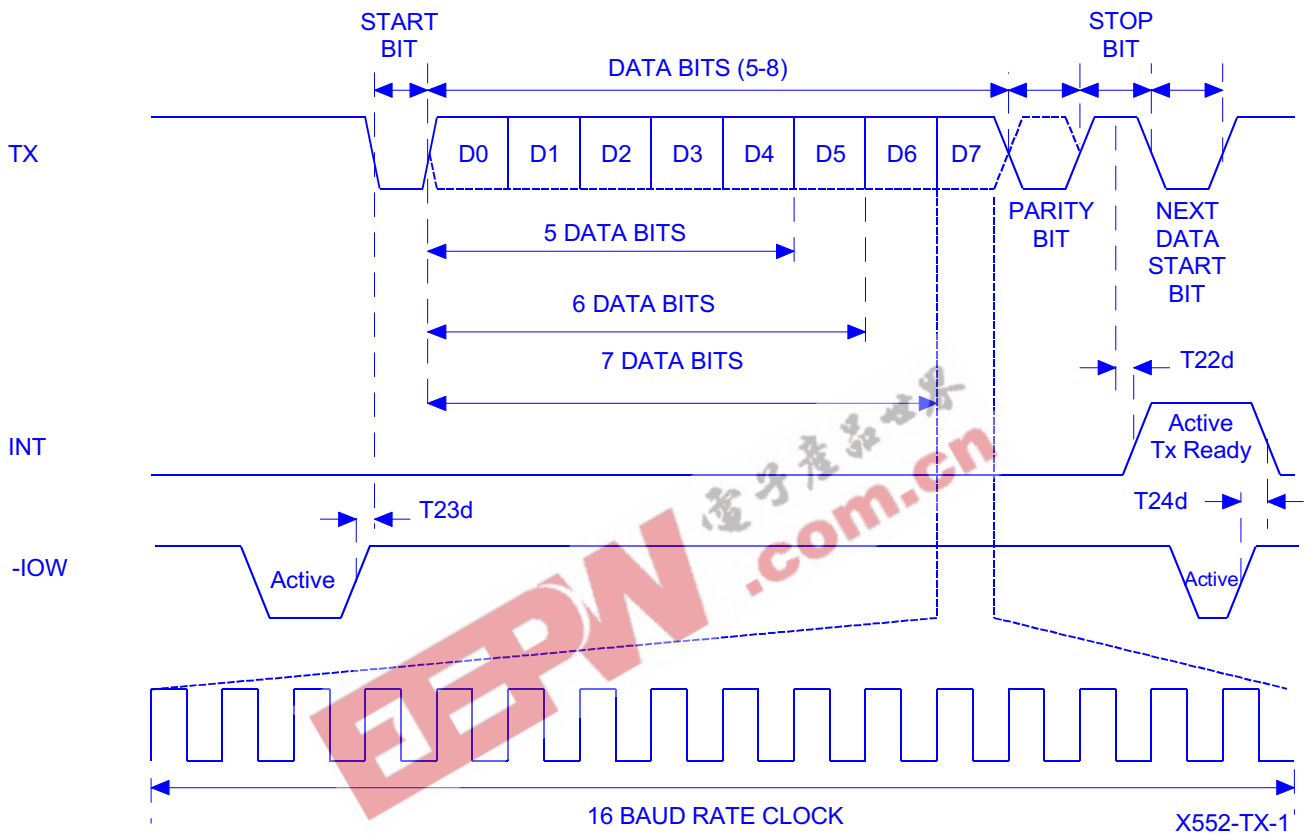 START
BIT
STOP
BIT
DATA BITS (5-8)
TX
D0 D1 D2 D3 D4 D5 D6 D7
PARITY
BIT
NEXT
DATA
START
BIT
5 DATA BITS
6 DATA BITS
7 DATA BITS
T22d
INT
Active
Tx Ready
T23d
T24d
-IOW
Active
Active
電子產品世界
EEPW.com.cn
16 BAUD RATE CLOCK
X552-TX-1